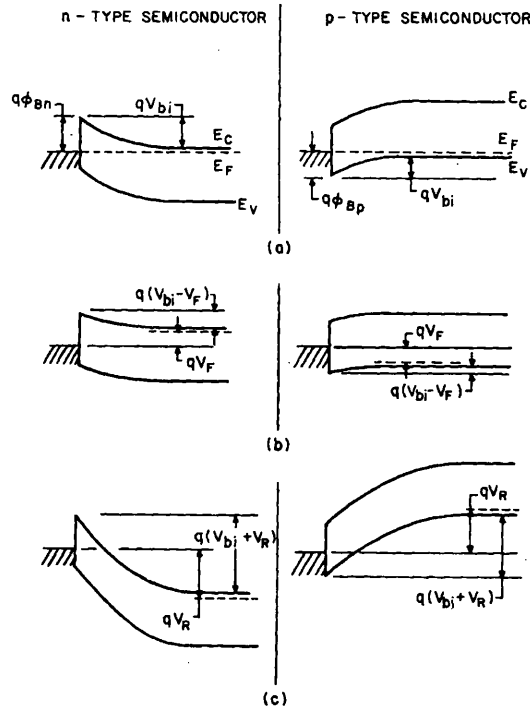 n - TYPE SEMICONDUCTOR
p - TYPE SEMICONDUCTOR
qϕBn
qVbi
EC
EF
EV
EC
EF
EV
qϕBp
qVbi
(a)
q(Vbi-VF)
qVF
qVF
q(Vbi-VF)
(b)
q(Vbi+VR)
qVR
qVR
q(Vbi+VR)
(c)